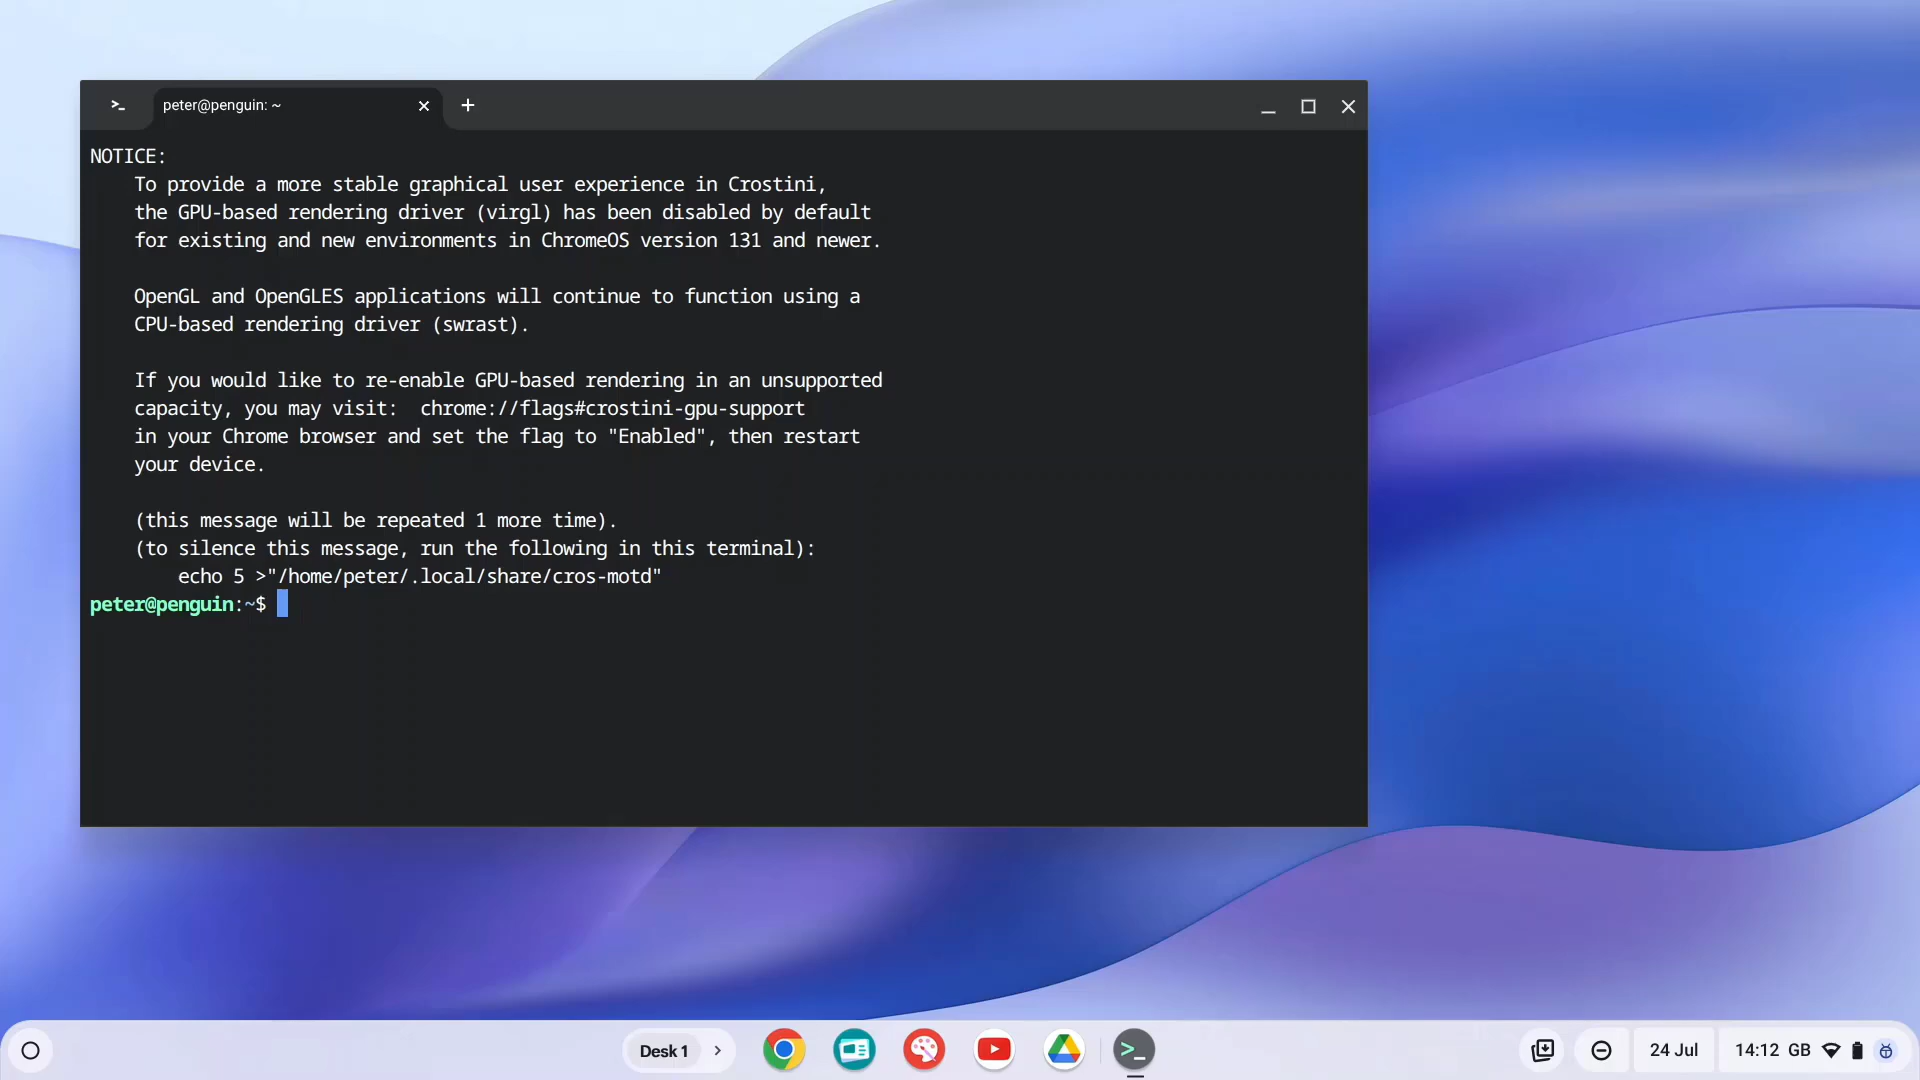 peter@penguin: ~
NOTICE:
To provide a more stable graphical user experience in Crostini,
the GPU-based rendering driver (virgl) has been disabled by default
for existing and new environments in ChromeOS version 131 and newer.
OpenGL and OpenGLES applications will continue to function using a
CPU-based rendering driver (swrast).
If you would like to re-enable GPU-based rendering in an unsupported
capacity, you may visit:  chrome://flags#crostini-gpu-support
in your Chrome browser and set the flag to "Enabled", then restart
your device.
(this message will be repeated 1 more time).
(to silence this message, run the following in this terminal):
echo 5 >"/home/peter/.local/share/cros-motd"
peter@penguin:~$
Desk 1
24 Jul
14:12 GB